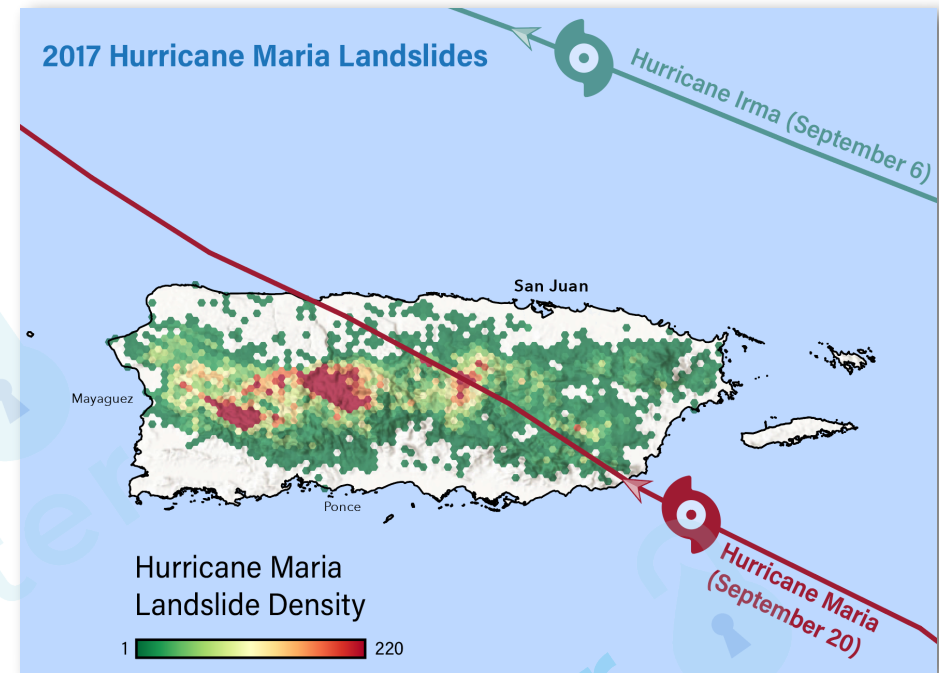 2017 Hurricane Maria Landslides
Hurricane Irma (September 6)
San Juan
Mayaguez
Ponce
Hurricane Maria
(September 20)
Hurricane Maria
Landslide Density
1
220